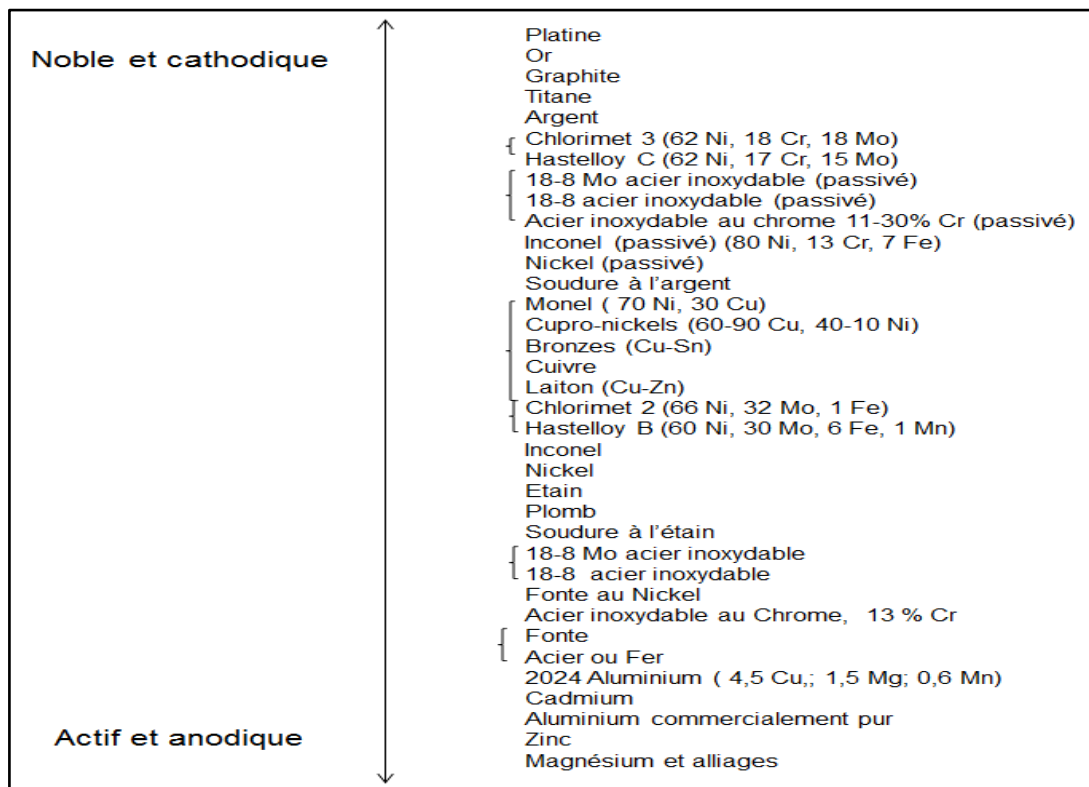 Noble et cathodique
Platine
Or
Graphite
Titane
Argent
Chlorimet 3 (62 Ni, 18 Cr, 18 Mo)
Hastelloy C (62 Ni, 17 Cr, 15 Mo)
18-8 Mo acier inoxydable (passivé)
18-8 acier inoxydable (passivé)
Acier inoxydable au chrome 11-30% Cr (passivé)
Inconel (passivé) (80 Ni, 13 Cr, 7 Fe)
Nickel (passivé)
Soudure à l'argent
Monel ( 70 Ni, 30 Cu)
Cupro-nickels (60-90 Cu, 40-10 Ni)
Bronzes (Cu-Sn)
Cuivre
Laiton (Cu-Zn)
Chlorimet 2 (66 Ni, 32 Mo, 1 Fe)
Hastelloy B (60 Ni, 30 Mo, 6 Fe, 1 Mn)
Inconel
Nickel
Etain
Plomb
Soudure à l'étain
18-8 Mo acier inoxydable
18-8 acier inoxydable
Fonte au Nickel
Acier inoxydable au Chrome, 13 % Cr
Fonte
Acier ou Fer
2024 Aluminium ( 4,5 Cu,; 1,5 Mg; 0,6 Mn)
Cadmium
Aluminium commercialement pur
Actif et anodique
Zinc
Magnésium et alliages